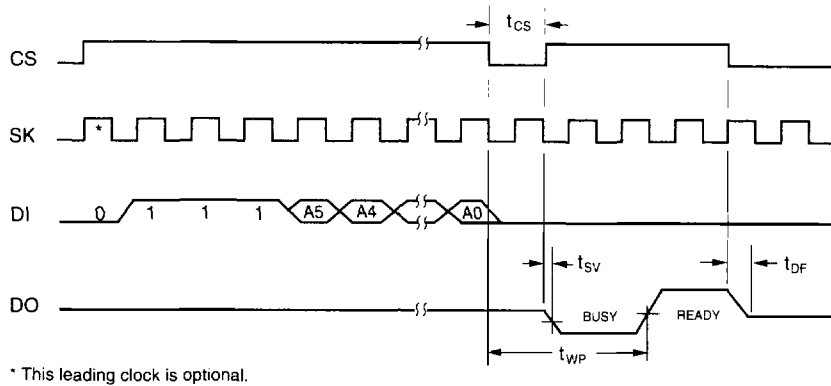 tCS
CS
SK *
DI 0 1 1 1 A5 A4 A0
tSV
tDF
DO BUSY READY
tWP
* This leading clock is optional.